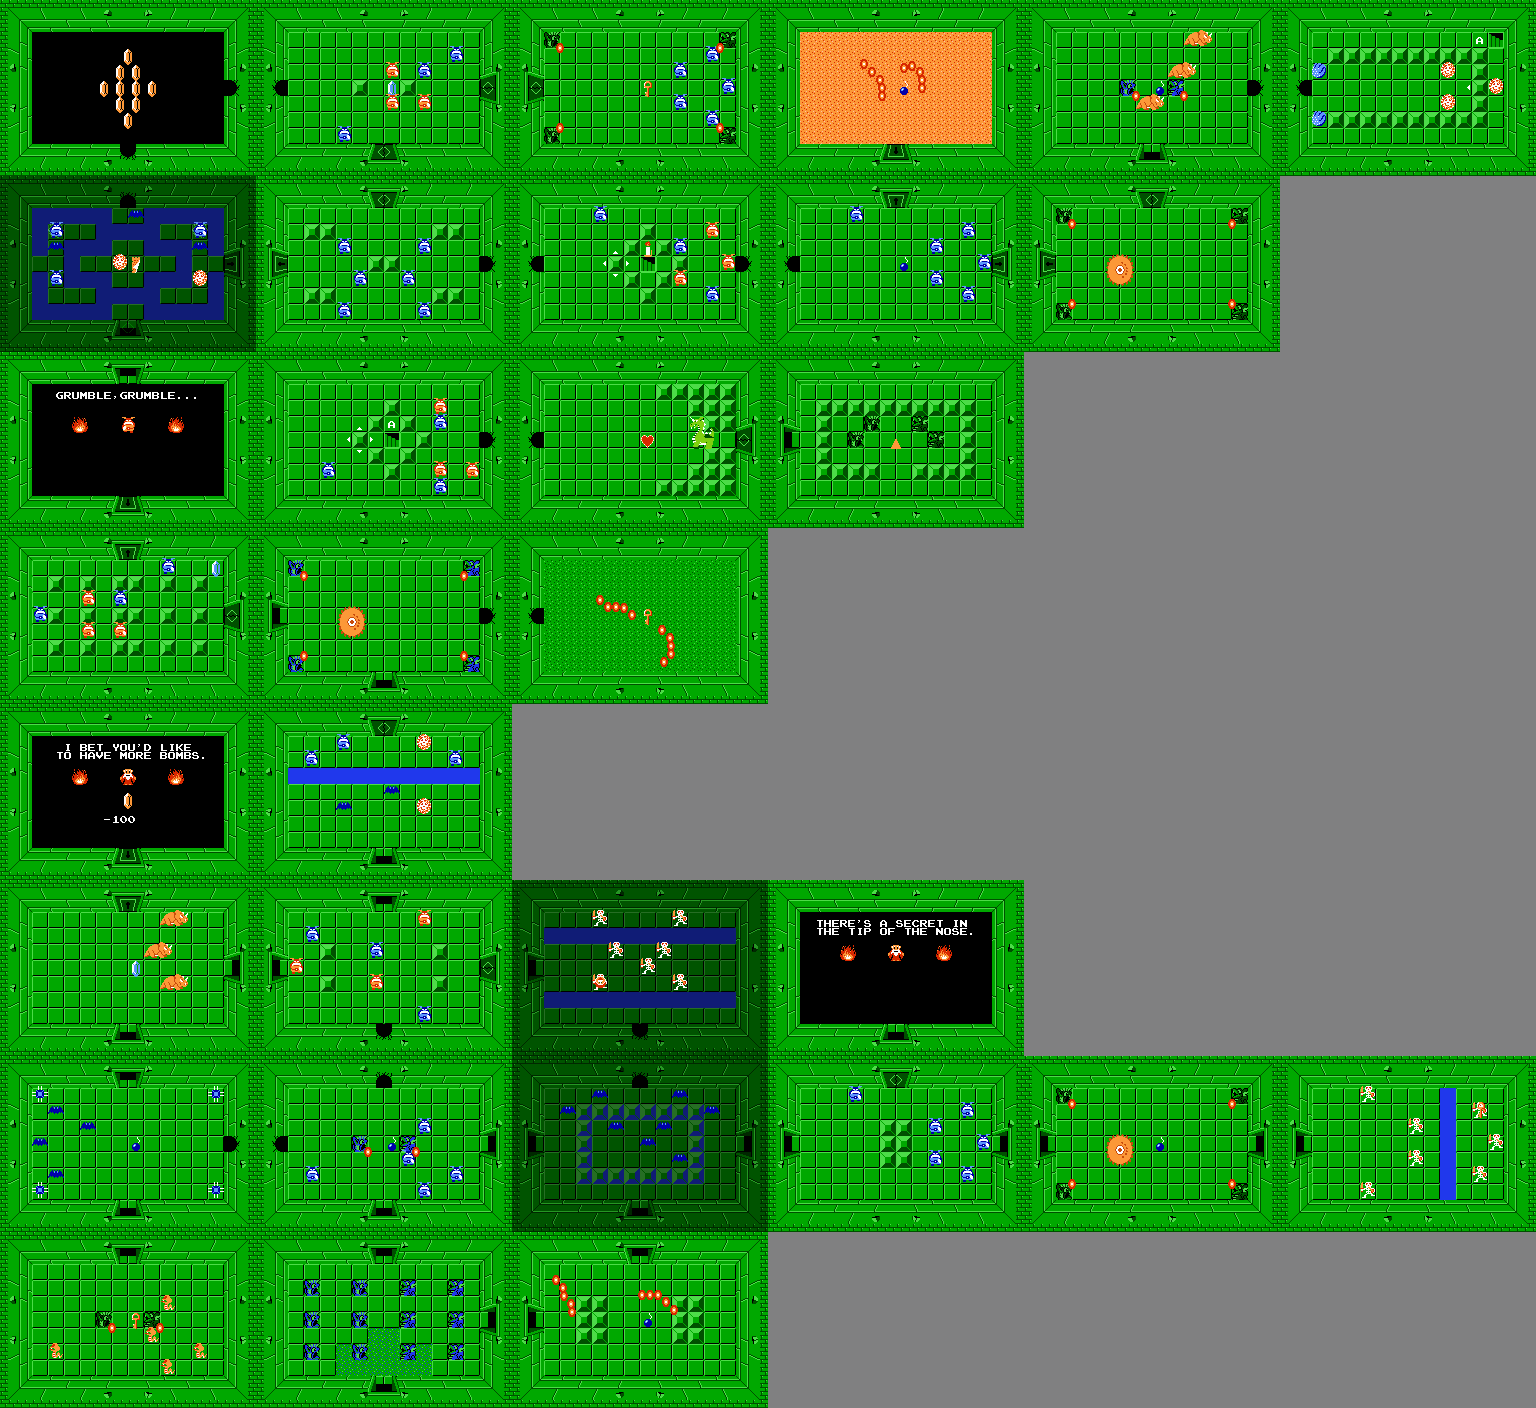 A
GRUMBLE,GRUMBLE...
A
I BET YOU'D LIKE
TO HAVE MORE BOMBS.
-100
THERE'S A SECRET IN
THE TIP OF THE NOSE.